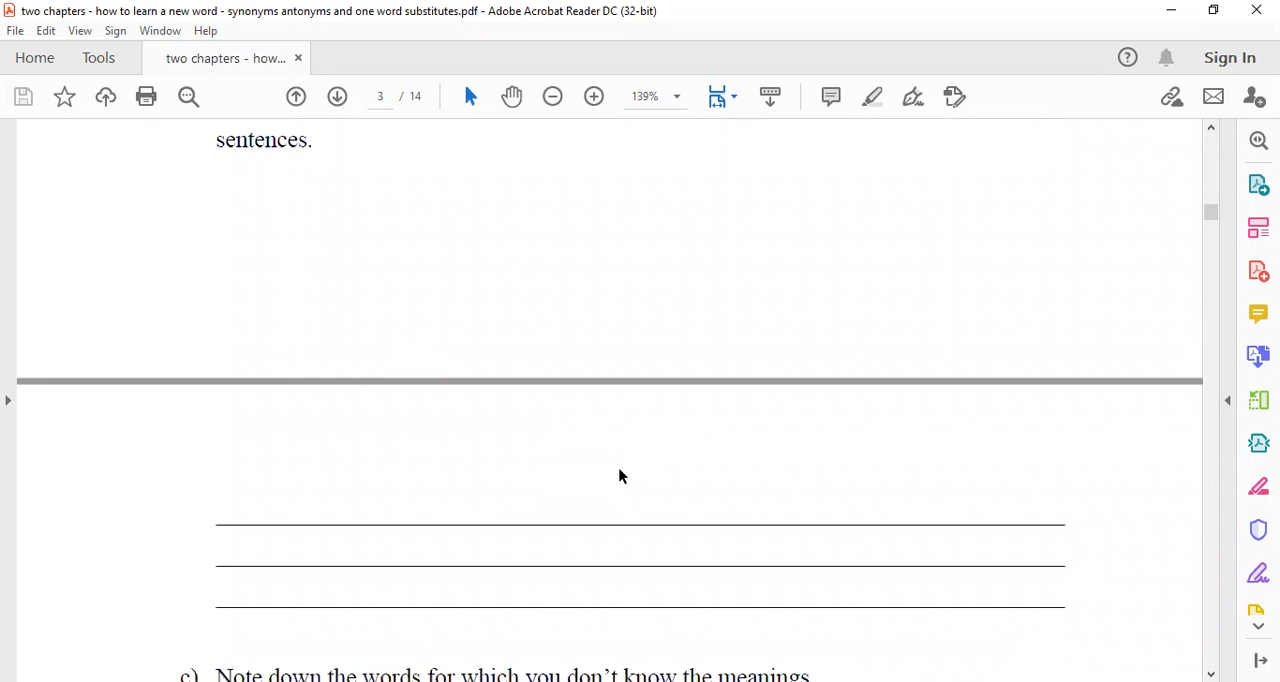 two chapters - how to learn a new word - synonyms antonyms and one word substitutes.pdf - Adobe Acrobat Reader DC (32-bit)
File Edit View Sign Window Help
Home Tools two chapters - how... × Sign In
3 / 14 139%
sentences.
c) Note down the words for which you don't know the meanings